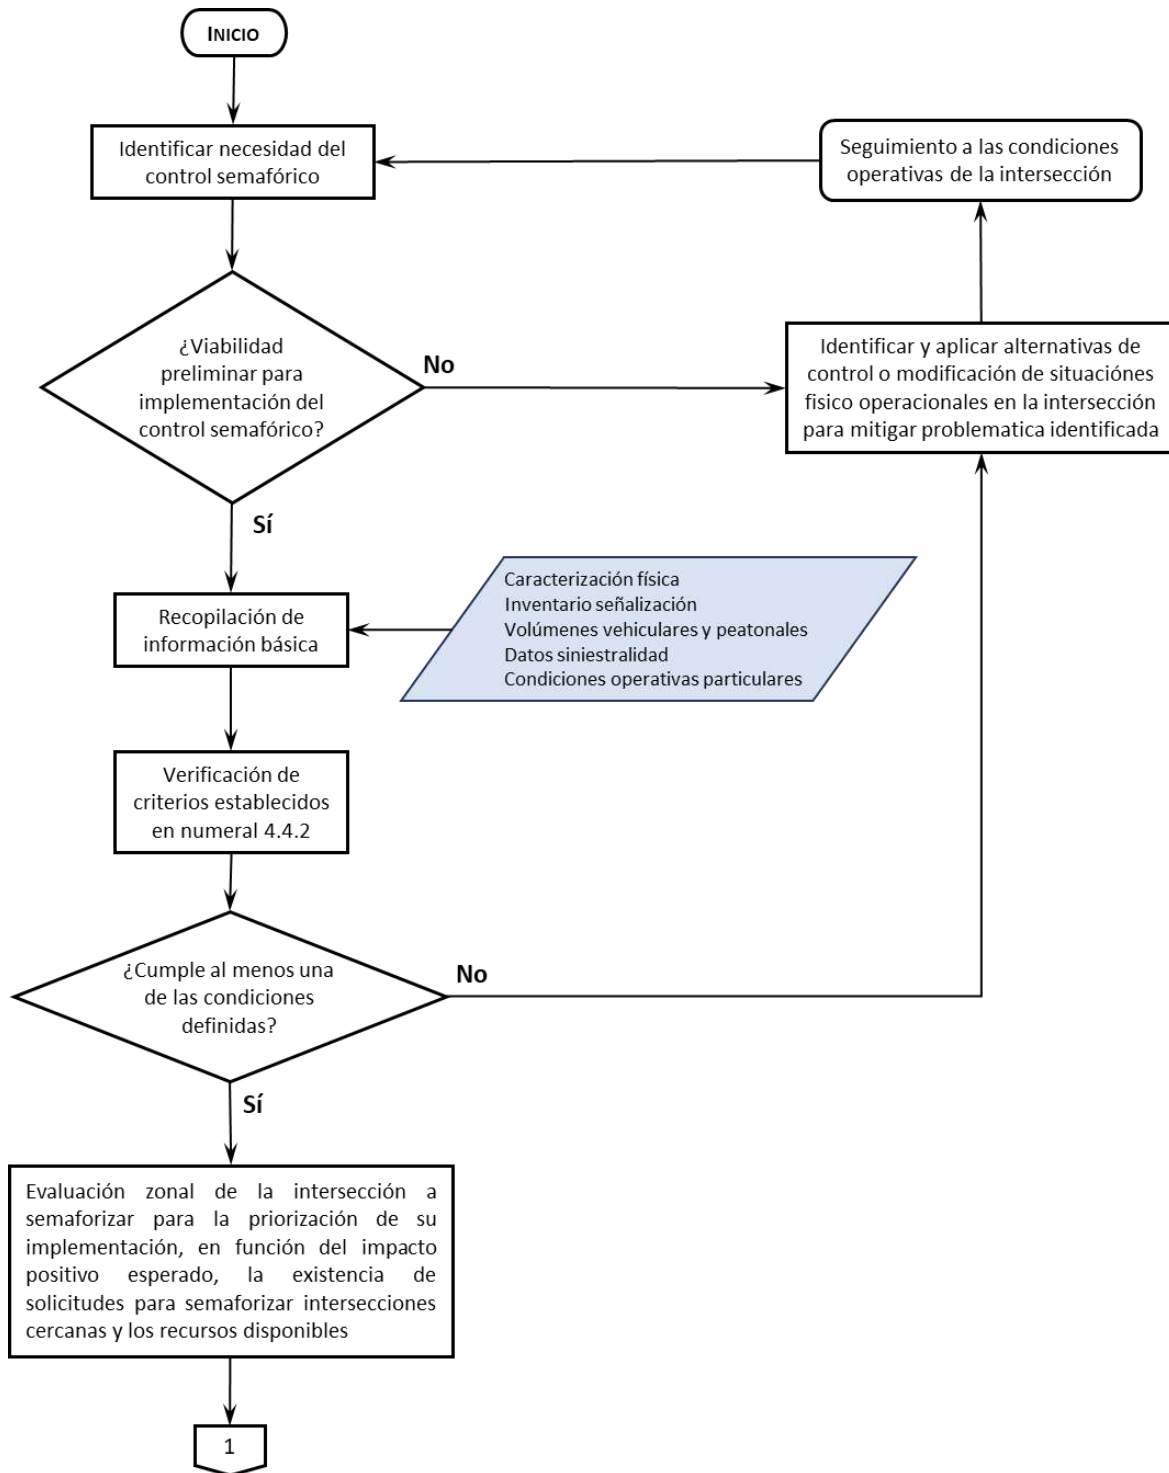 INICIO
Identificar necesidad del
control semafórico
Seguimiento a las condiciones
operativas de la intersección
¿Viabilidad
preliminar para
implementación del
control semafórico?
No
Identificar y aplicar alternativas de
control o modificación de situaciónes
fisico operacionales en la intersección
para mitigar problematica identificada
Sí
Caracterización física
Inventario señalización
Volúmenes vehiculares y peatonales
Datos siniestralidad
Condiciones operativas particulares
Recopilación de
información básica
Verificación de
criterios establecidos
en numeral 4.4.2
¿Cumple al menos una
de las condiciones
definidas?
No
Sí
Evaluación zonal de la intersección a
semaforizar para la priorización de su
implementación, en función del impacto
positivo esperado, la existencia de
solicitudes para semaforizar intersecciones
cercanas y los recursos disponibles
1